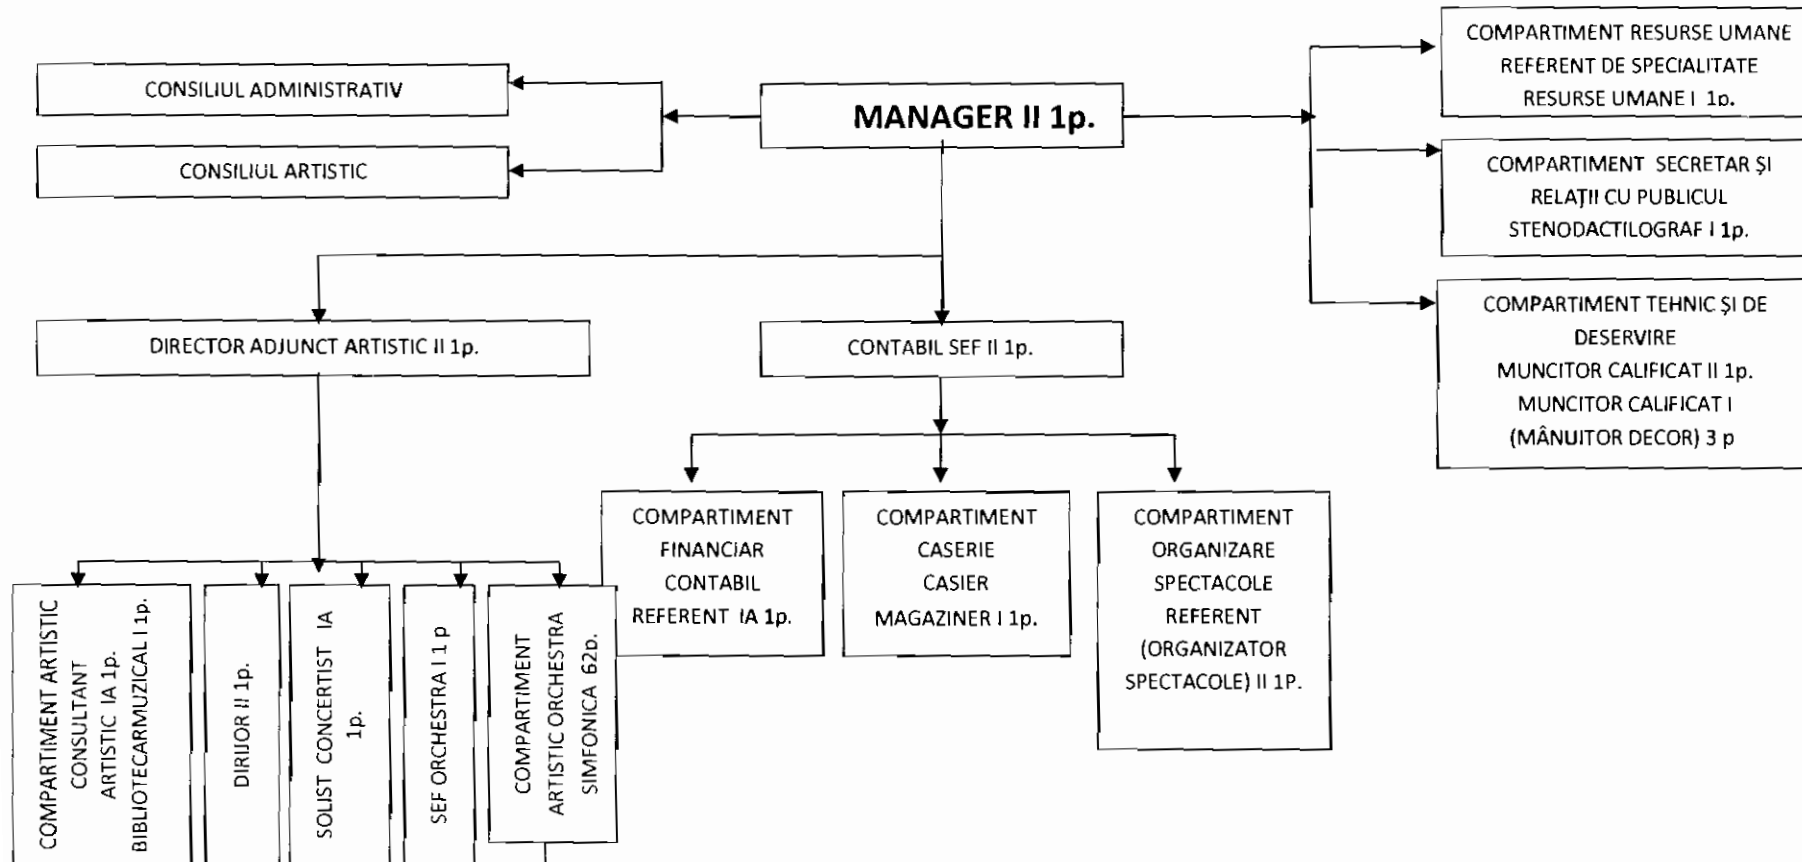 CONSILIUL ADMINISTRATIV
CONSILIUL ARTISTIC
MANAGER II 1p.
COMPARTIMENT RESURSE UMANE
REFERENT DE SPECIALITATE
RESURSE UMANE I 1p.
COMPARTIMENT SECRETAR ŞI
RELAŢII CU PUBLICUL
STENODACTILOGRAF I 1p.
COMPARTIMENT TEHNIC ŞI DE
DESERVIRE
MUNCITOR CALIFICAT II 1p.
MUNCITOR CALIFICAT I
(MÂNUITOR DECOR) 3 p
DIRECTOR ADJUNCT ARTISTIC II 1p.
CONTABIL SEF II 1p.
COMPARTIMENT
FINANCIAR
CONTABIL
REFERENT IA 1p.
COMPARTIMENT
CASERIE
CASIER
MAGAZINER I 1p.
COMPARTIMENT
ORGANIZARE
SPECTACOLE
REFERENT
(ORGANIZATOR
SPECTACOLE) II 1P.
COMPARTIMENT ARTISTIC
CONSULTANT
ARTISTIC IA 1p.
BIBLIOTECARMUZICAL I 1p.
DIRIJOR II 1p.
SOLIST CONCERTIST IA
1p.
SEF ORCHESTRA I 1 p
COMPARTIMENT
ARTISTIC ORCHESTRA
SIMFONICA 62p.